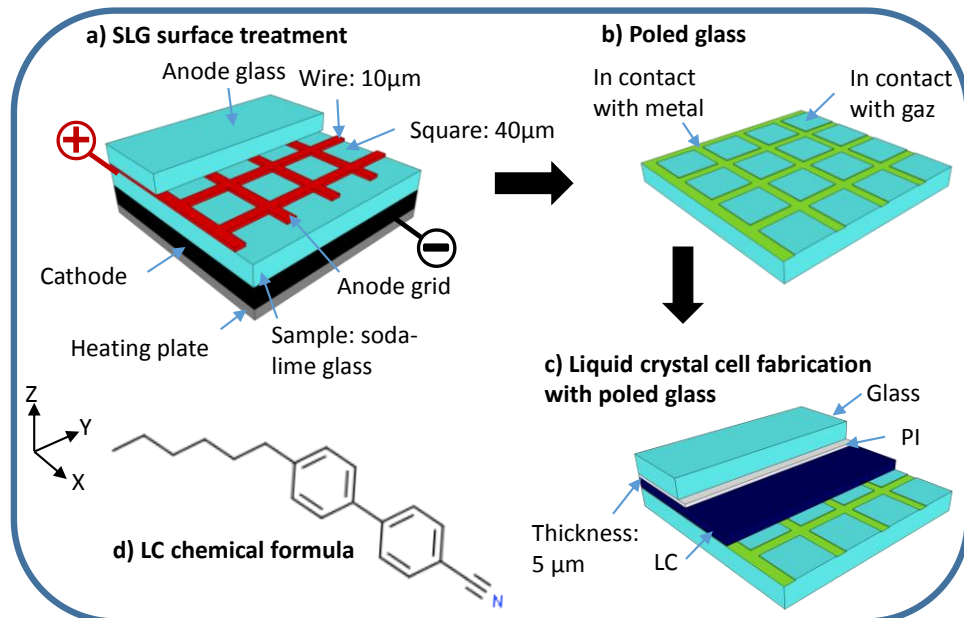 a) SLG surface treatment
Anode glass
Wire: 10µm
Square: 40µm
+
−
Cathode
Anode grid
Heating plate
Sample: soda-
lime glass
b) Poled glass
In contact
with metal
In contact
with gaz
c) Liquid crystal cell fabrication
with poled glass
Glass
PI
Thickness:
5 µm
LC
Z
Y
X
d) LC chemical formula
N